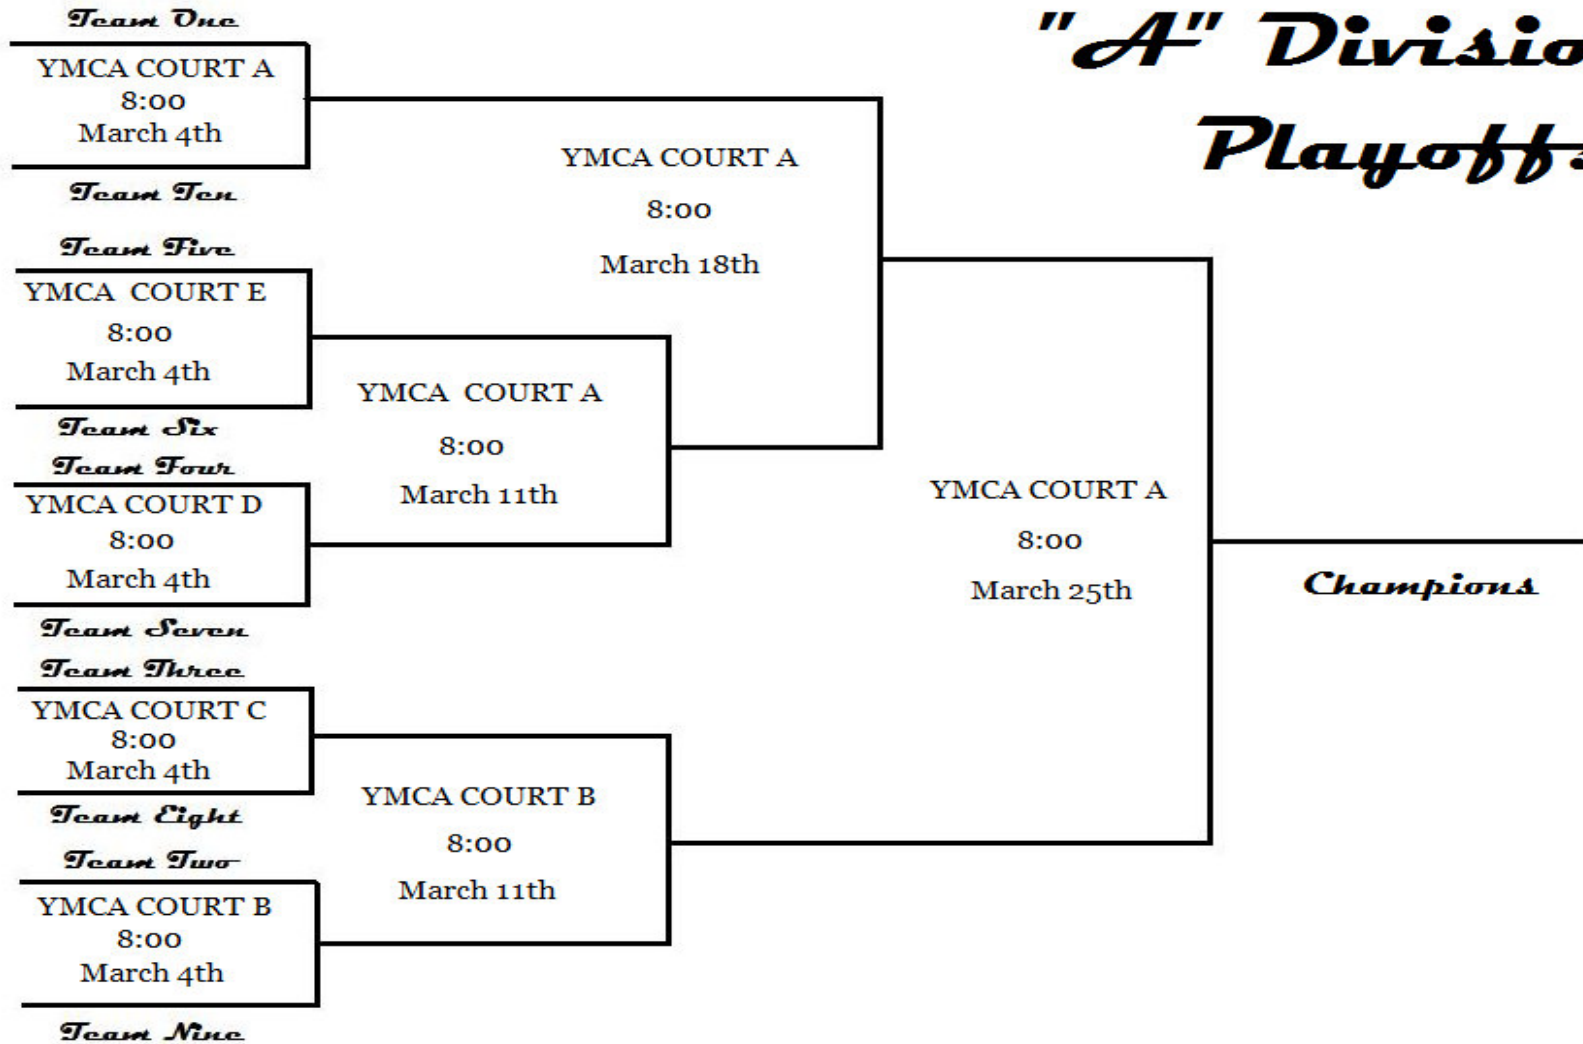 "A" Divisio
Playoffs
Team One
YMCA COURT A
8:00
March 4th
Team Ten
Team Five
YMCA  COURT E
8:00
March 4th
Team Six
Team Four
YMCA COURT D
8:00
March 4th
Team Seven
Team Three
YMCA COURT C
8:00
March 4th
Team Eight
Team Two
YMCA COURT B
8:00
March 4th
Team Nine
YMCA  COURT A
8:00
March 11th
YMCA COURT B
8:00
March 11th
YMCA COURT A
8:00
March 18th
YMCA COURT A
8:00
March 25th
Champions